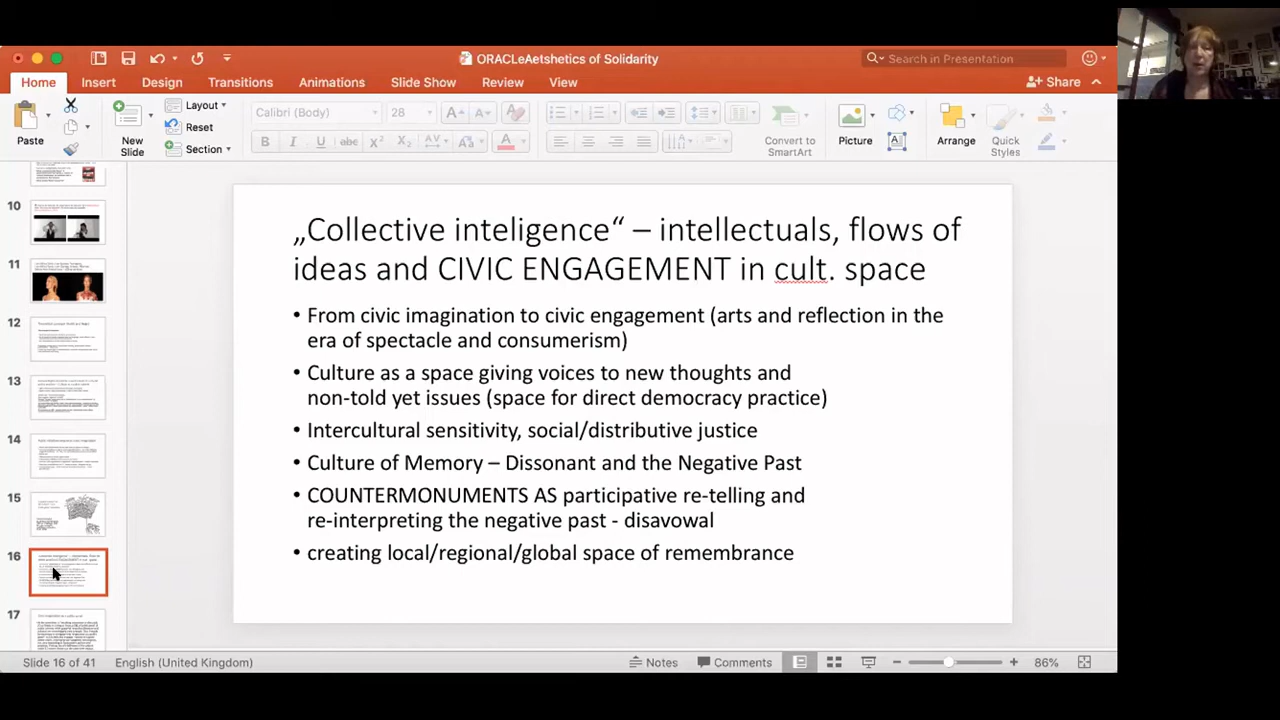 ORACLeAetshetics of Solidarity
Search in Presentation
Home Insert Design Transitions Animations Slide Show Review View
Share
Paste
New
Slide
Layout
Reset
Section
Calibri (Body) 28
Convert to
SmartArt
Picture
Arrange
Quick
Styles
10
11
12
13
14
15
16
17
„Collective inteligence“ – intellectuals, flows of
ideas and CIVIC ENGAGEMENT in cult. space
• From civic imagination to civic engagement (arts and reflection in the
era of spectacle and consumerism)
• Culture as a space giving voices to new thoughts and
non-told yet issues (space for direct democracy practice)
• Intercultural sensitivity, social/distributive justice
• Culture of Memory – Dissonant and the Negative Past
• COUNTERMONUMENTS AS participative re-telling and
re-interpreting the negative past - disavowal
• creating local/regional/global space of remembrance
Slide 16 of 41 English (United Kingdom)
Notes Comments 86%